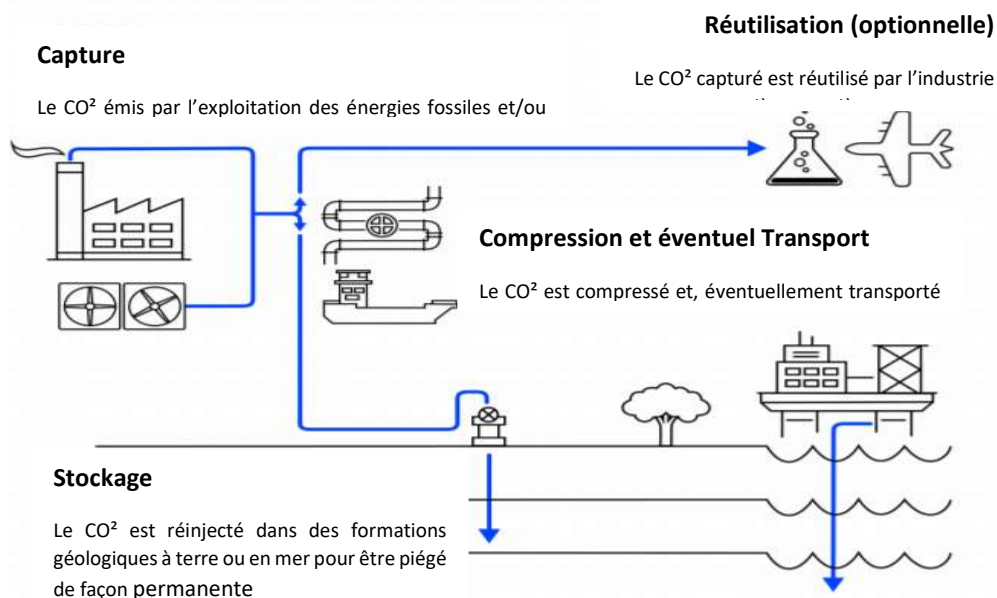 Réutilisation (optionnelle)
Capture
Le CO² capturé est réutilisé par l’industrie
Le CO² émis par l’exploitation des énergies fossiles et/ou
Compression et éventuel Transport
Le CO² est compressé et, éventuellement transporté
Stockage
Le CO² est réinjecté dans des formations
géologiques à terre ou en mer pour être piégé
de façon permanente